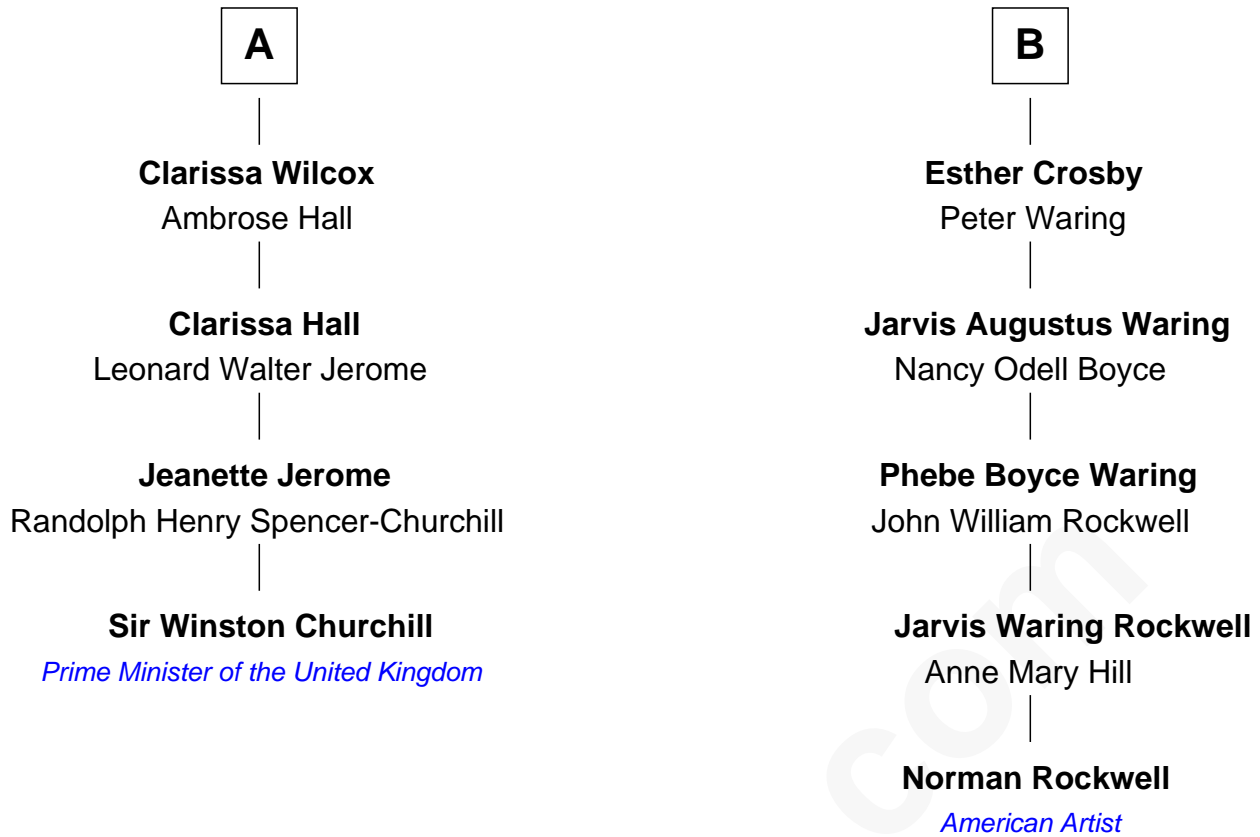 A
Clarissa Wilcox
Ambrose Hall
Clarissa Hall
Leonard Walter Jerome
Jeanette Jerome
Randolph Henry Spencer-Churchill
Sir Winston Churchill
Prime Minister of the United Kingdom
B
Esther Crosby
Peter Waring
Jarvis Augustus Waring
Nancy Odell Boyce
Phebe Boyce Waring
John William Rockwell
Jarvis Waring Rockwell
Anne Mary Hill
Norman Rockwell
American Artist
com